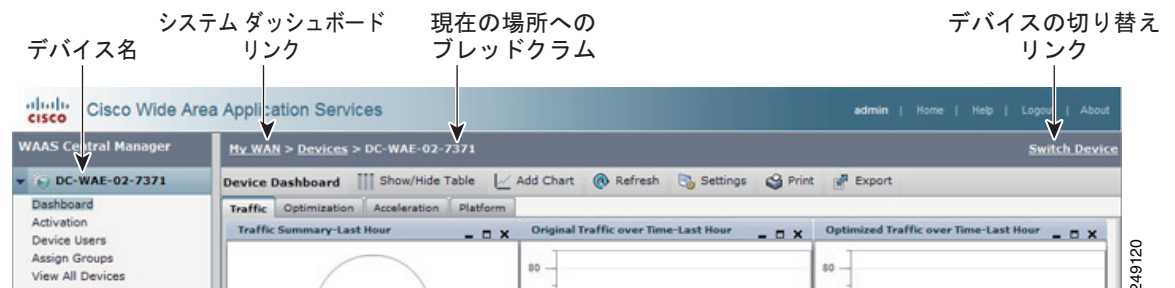 システム ダッシュボード
リンク
現在の場所への
ブレッドクラム
デバイスの切り替え
リンク
デバイス名
CISCO
Cisco Wide Area Application Services
admin | Home | Help | Logout | About
WAAS Central Manager
My WAN > Devices > DC-WAE-02-7371
Switch Device
DC-WAE-02-7371
Device Dashboard
Show/Hide Table
Add Chart
Refresh
Settings
Print
Export
Dashboard
Activation
Device Users
Assign Groups
View All Devices
Traffic
Optimization
Acceleration
Platform
Traffic Summary-Last Hour
Original Traffic over Time-Last Hour
Optimized Traffic over Time-Last Hour
80
80
249120